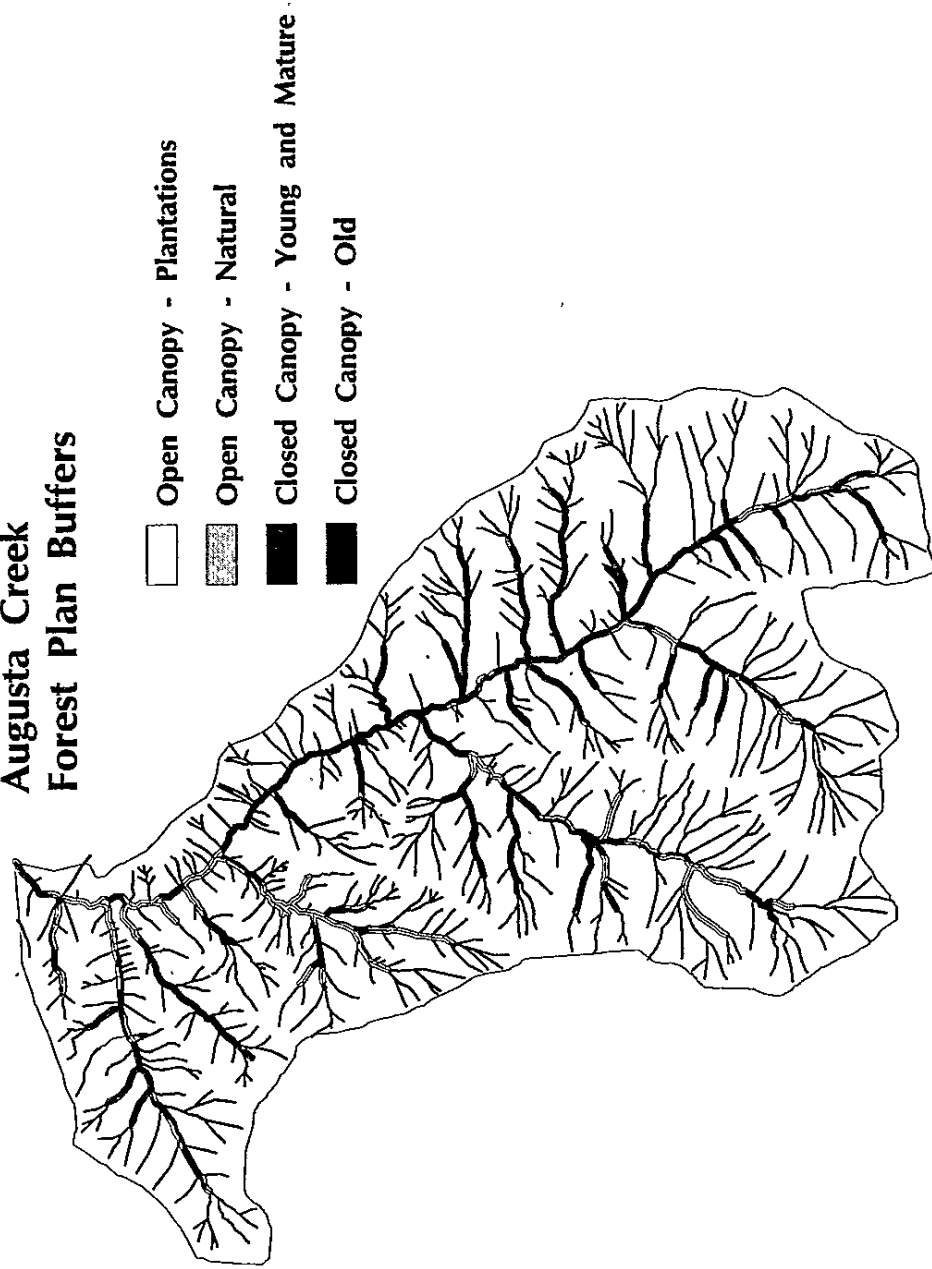 Augusta Creek
Forest Plan Buffers
Open Canopy - Plantations
Open Canopy - Natural
Closed Canopy - Young and Mature
Closed Canopy - Old